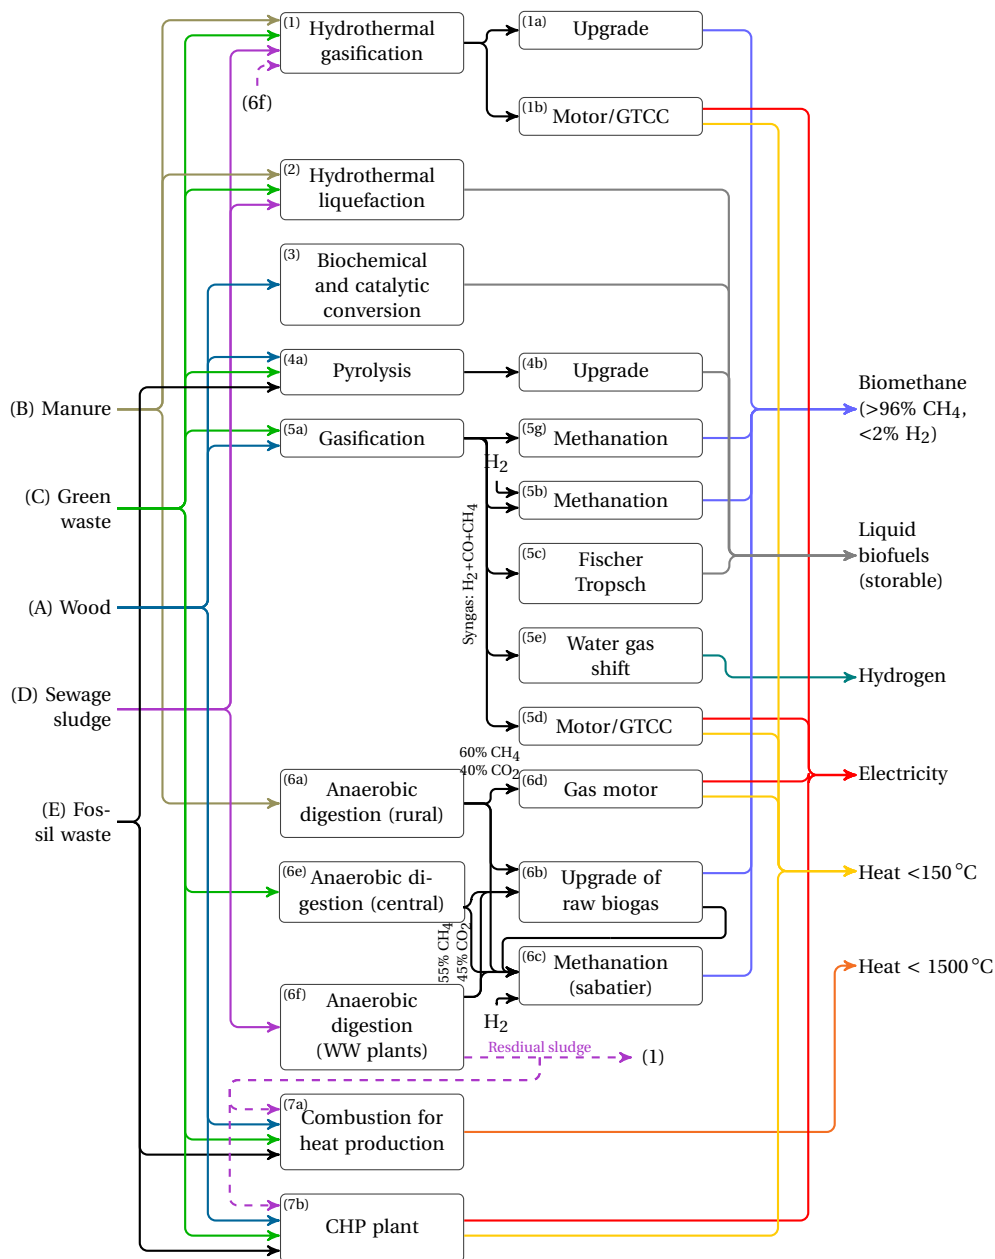 (1) Hydrothermal
gasification
(6f)
(1a) Upgrade
(1b) Motor/GTCC
(2) Hydrothermal
liquefaction
(3) Biochemical
and catalytic
conversion
(4a) Pyrolysis
(4b) Upgrade
(B) Manure
(5a) Gasification
(5g) Methanation
H2
(5b) Methanation
Biomethane
(>96% CH4,
<2% H2)
(C) Green
waste
Syngas: H2+CO+CH4
(5c) Fischer
Tropsch
Liquid
biofuels
(storable)
(A) Wood
(5e) Water gas
shift
Hydrogen
(D) Sewage
sludge
(5d) Motor/GTCC
60% CH4
40% CO2
(6a) Anaerobic
digestion (rural)
(6d) Gas motor
Electricity
(E) Fos-
sil waste
(6e) Anaerobic di-
gestion (central)
(6b) Upgrade of
raw biogas
Heat <150 °C
55% CH4
45% CO2
(6c) Methanation
(sabatier)
H2
Heat < 1500 °C
(6f) Anaerobic
digestion
(WW plants)
Resdiual sludge
(1)
(7a) Combustion for
heat production
(7b) CHP plant